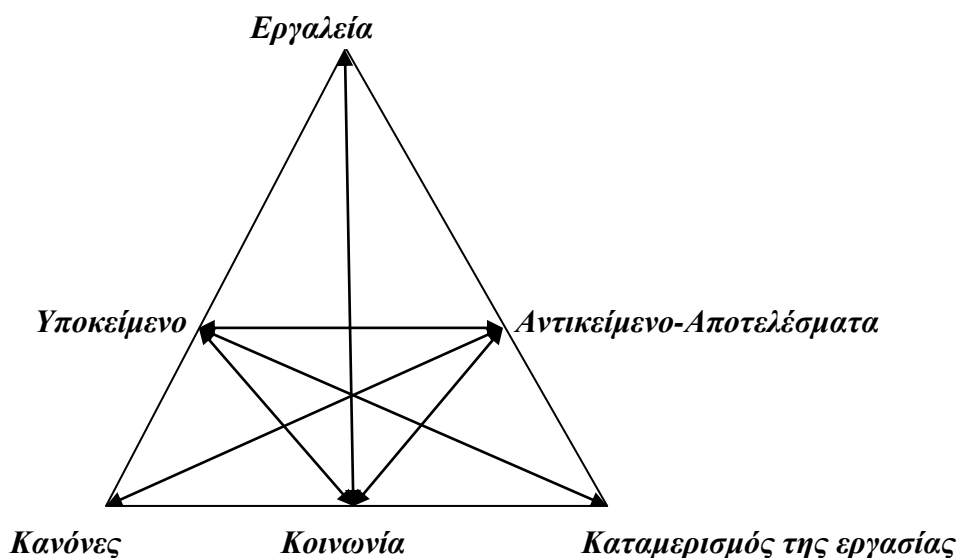 Εργαλεία
Υποκείμενο
Αντικείμενο-Αποτελέσματα
Κανόνες
Κοινωνία
Καταμερισμός της εργασίας